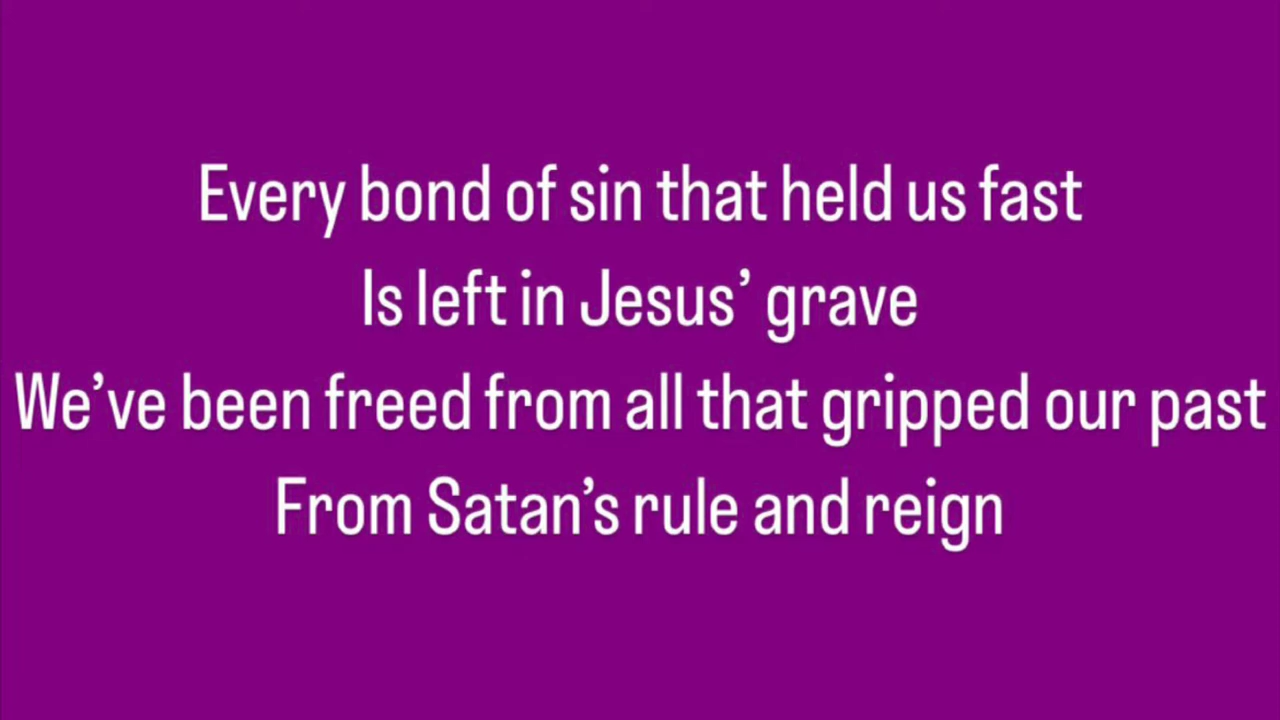 Every bond of sin that held us fast
Is left in Jesus’ grave
We’ve been freed from all that gripped our past
From Satan’s rule and reign